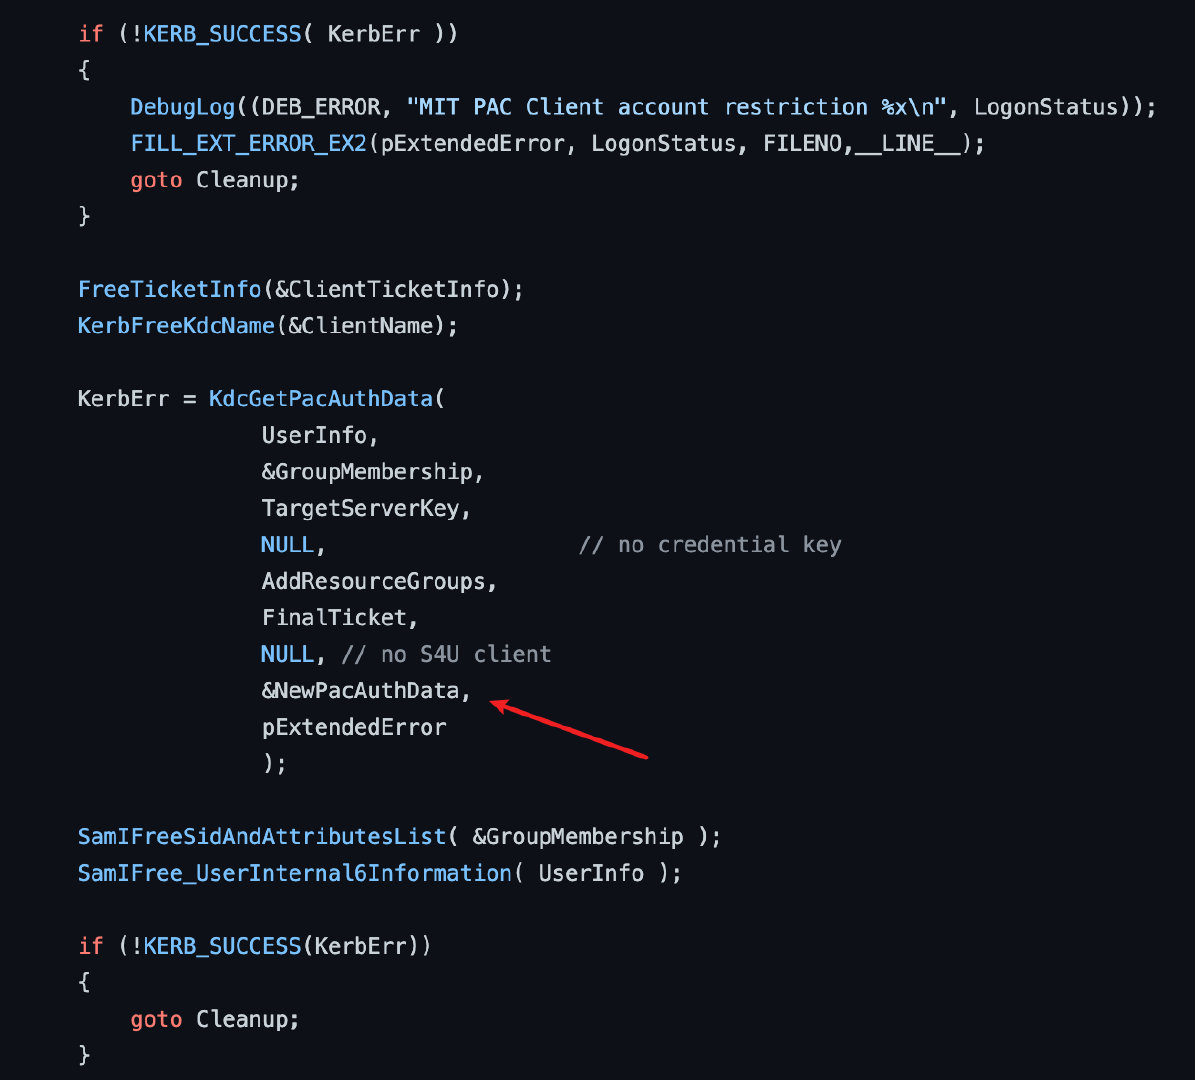 if (!KERB_SUCCESS( KerbErr ))
{
DebugLog((DEB_ERROR, "MIT PAC Client account restriction %x\n", LogonStatus));
FILL_EXT_ERROR_EX2(pExtendedError, LogonStatus, FILENO,__LINE__);
goto Cleanup;
}
FreeTicketInfo(&ClientTicketInfo);
KerbFreeKdcName(&ClientName);
KerbErr = KdcGetPacAuthData(
UserInfo,
&GroupMembership,
TargetServerKey,
NULL, // no credential key
AddResourceGroups,
FinalTicket,
NULL, // no S4U client
&NewPacAuthData,
pExtendedError
);
SamIFreeSidAndAttributesList( &GroupMembership );
SamIFree_UserInternal6Information( UserInfo );
if (!KERB_SUCCESS(KerbErr))
{
goto Cleanup;
}